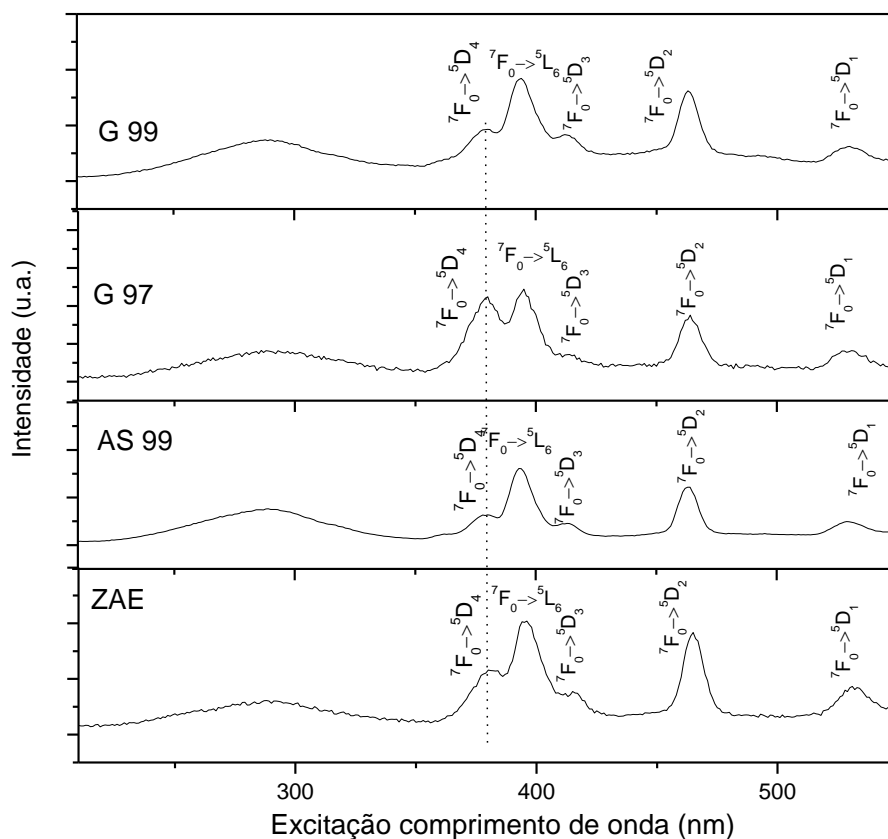 Intensidade (u.a.)
G 99
⁷F₀->⁵D₄
⁷F₀->⁵L₆
⁷F₀->⁵D₃
⁷F₀->⁵D₂
⁷F₀->⁵D₁
G 97
⁷F₀->⁵D₄
⁷F₀->⁵L₆
⁷F₀->⁵D₃
⁷F₀->⁵D₂
⁷F₀->⁵D₁
AS 99
⁷F₀->⁵D₄
⁷F₀->⁵L₆
⁷F₀->⁵D₃
⁷F₀->⁵D₂
⁷F₀->⁵D₁
ZAE
⁷F₀->⁵D₄
⁷F₀->⁵L₆
⁷F₀->⁵D₃
⁷F₀->⁵D₂
⁷F₀->⁵D₁
300 400 500
Excitação comprimento de onda (nm)